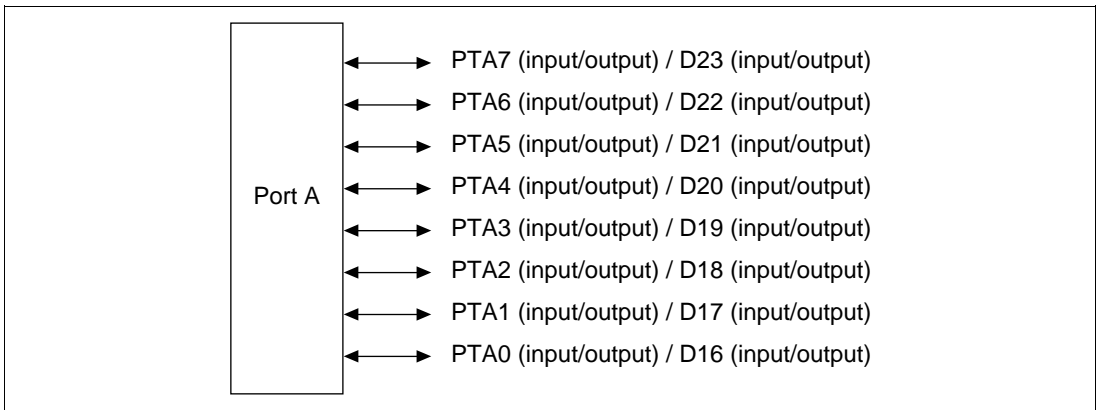 PTA7 (input/output) / D23 (input/output)
PTA6 (input/output) / D22 (input/output)
PTA5 (input/output) / D21 (input/output)
PTA4 (input/output) / D20 (input/output)
Port A
PTA3 (input/output) / D19 (input/output)
PTA2 (input/output) / D18 (input/output)
PTA1 (input/output) / D17 (input/output)
PTA0 (input/output) / D16 (input/output)